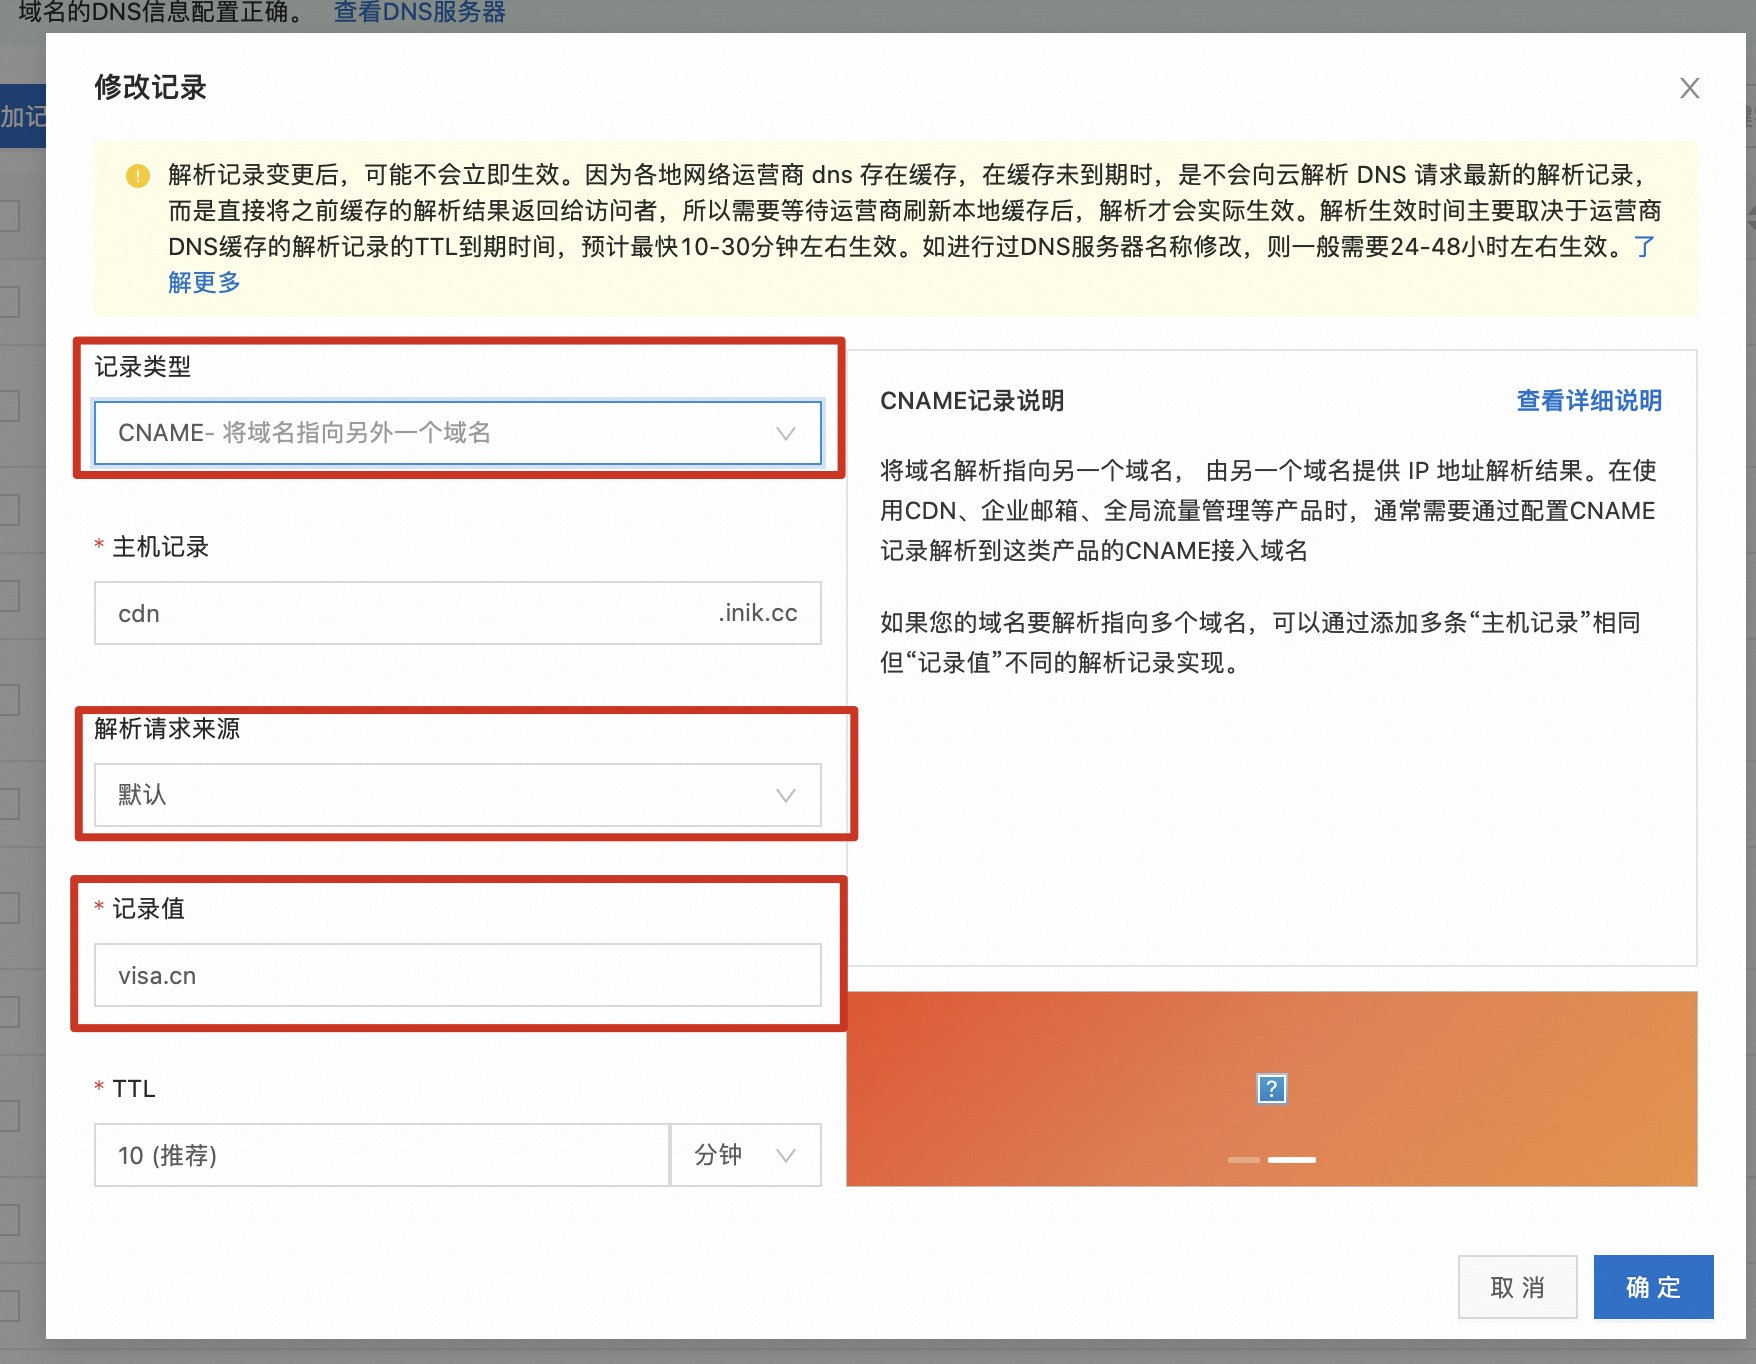 域名的DNS信息配置正确。 查看DNS服务器
加记
修改记录
解析记录变更后，可能不会立即生效。因为各地网络运营商 dns 存在缓存，在缓存未到期时，是不会向云解析 DNS 请求最新的解析记录，
而是直接将之前缓存的解析结果返回给访问者，所以需要等待运营商刷新本地缓存后，解析才会实际生效。解析生效时间主要取决于运营商
DNS缓存的解析记录的TTL到期时间，预计最快10-30分钟左右生效。如进行过DNS服务器名称修改，则一般需要24-48小时左右生效。了
解更多
记录类型
CNAME- 将域名指向另外一个域名
* 主机记录
cdn .inik.cc
解析请求来源
默认
* 记录值
visa.cn
* TTL
10 (推荐) 分钟
CNAME记录说明 查看详细说明
将域名解析指向另一个域名， 由另一个域名提供 IP 地址解析结果。在使
用CDN、企业邮箱、全局流量管理等产品时，通常需要通过配置CNAME
记录解析到这类产品的CNAME接入域名
如果您的域名要解析指向多个域名，可以通过添加多条“主机记录”相同
但“记录值”不同的解析记录实现。
?
取 消 确 定